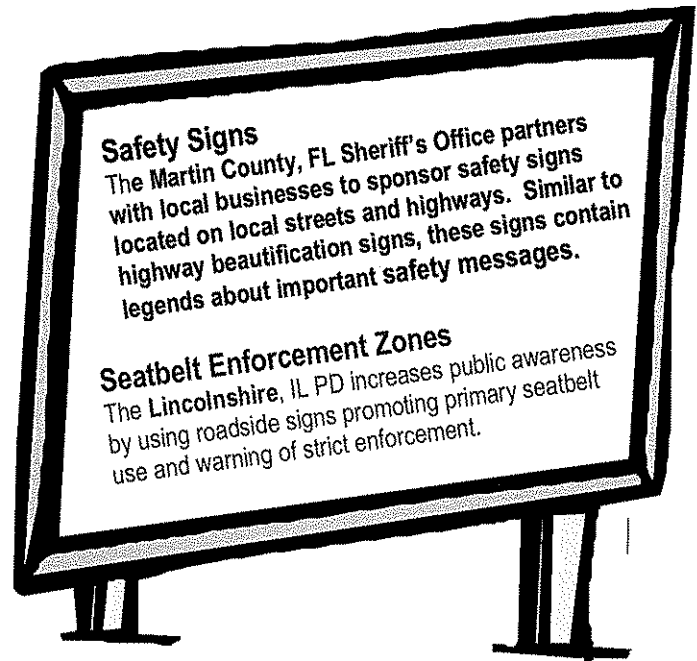 Safety Signs
The Martin County, FL Sheriff's Office partners
with local businesses to sponsor safety signs
located on local streets and highways.  Similar to
highway beautification signs, these signs contain
legends about important safety messages.
Seatbelt Enforcement Zones
The Lincolnshire, IL PD increases public awareness
by using roadside signs promoting primary seatbelt
use and warning of strict enforcement.